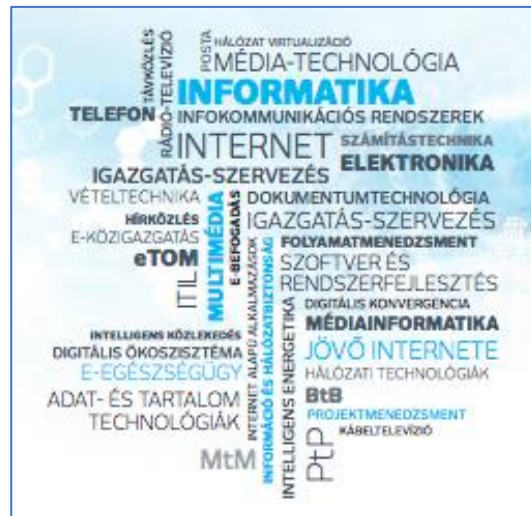 TÁVKÖZLÉS
RÁDIÓ-TELEVÍZIÓ
POSTA
HÁLÓZAT VIRTUALIZÁCIÓ
MÉDIA-TECHNOLÓGIA
INFORMATIKA
TELEFON
INFOKOMMUNIKÁCIÓS RENDSZEREK
INTERNET
SZÁMÍTÁSTECHNIKA
ELEKTRONIKA
IGAZGATÁS-SZERVEZÉS
VÉTELTECHNIKA
MULTIMÉDIA
E-BEFOGADÁS
DOKUMENTUMTECHNOLÓGIA
HÍRKÖZLÉS
IGAZGATÁS-SZERVEZÉS
E-KÖZIGAZGATÁS
FOLYAMATMENEDZSMENT
eTOM
ITIL
SZOFTVER ÉS
RENDSZERFEJLESZTÉS
INTERNET ALAPÚ ALKALMAZÁSOK
INFORMÁCIÓ ÉS HÁLÓZATBIZTONSÁG
INTELLIGENS ENERGETIKA
DIGITÁLIS KONVERGENCIA
MÉDIAINFORMATIKA
INTELLIGENS KÖZLEKEDÉS
DIGITÁLIS ÖKOSZISZTÉMA
JÖVŐ INTERNETE
E-EGÉSZSÉGÜGY
HÁLÓZATI TECHNOLÓGIÁK
ADAT- ÉS TARTALOM
TECHNOLÓGIÁK
BtB
PROJEKTMENEDZSMENT
PtP
KÁBELTELEVÍZIÓ
MtM